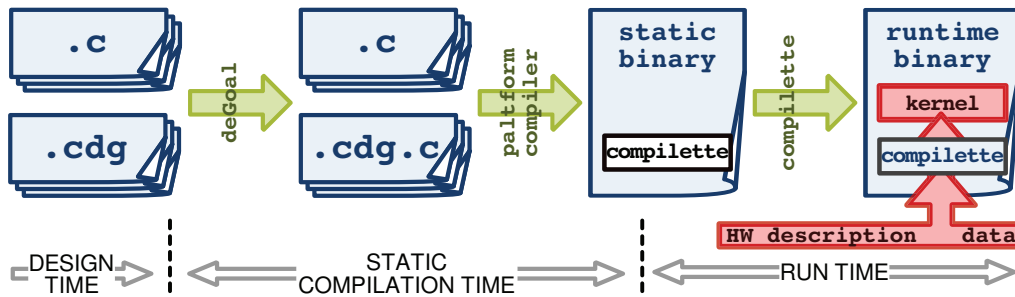 .c
deGoal
.c
paltform
compiler
static
binary
compilette
runtime
binary
kernel
.cdg
.cdg.c
compilette
compilette
HW description data
DESIGN
TIME
STATIC
COMPILATION TIME
RUN TIME